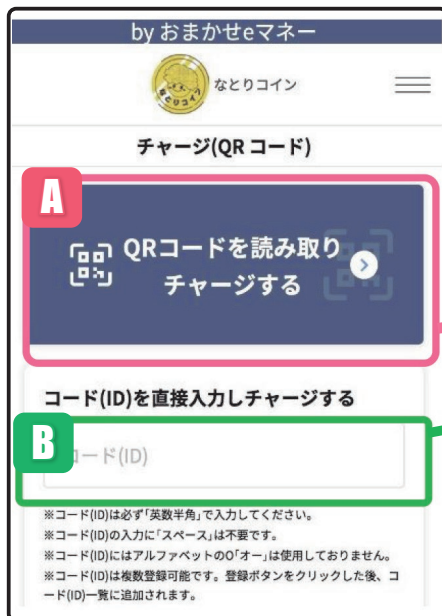 by おまかせeマネー
なとりコイン
チャージ(QR コード)
A
QRコードを読み取り
チャージする
コード(ID)を直接入力しチャージする
B
コード(ID)
※コード(ID)は必ず「英数半角」で入力してください。
※コード(ID)の入力に「スペース」は不要です。
※コード(ID)にはアルファベットのO「オー」は使用しておりません。
※コード(ID)は複数登録可能です。登録ボタンをクリックした後、コ
ード(ID)一覧に追加されます。